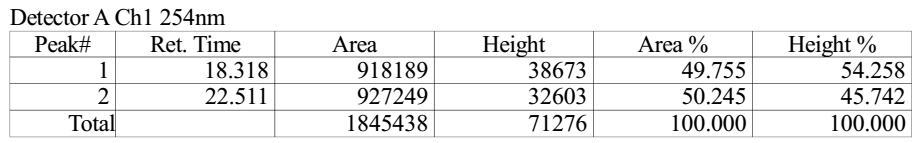 Detector A Ch1 254nm
Peak# Ret. Time Area Height Area % Height %
1 18.318 918189 38673 49.755 54.258
2 22.511 927249 32603 50.245 45.742
Total 1845438 71276 100.000 100.000